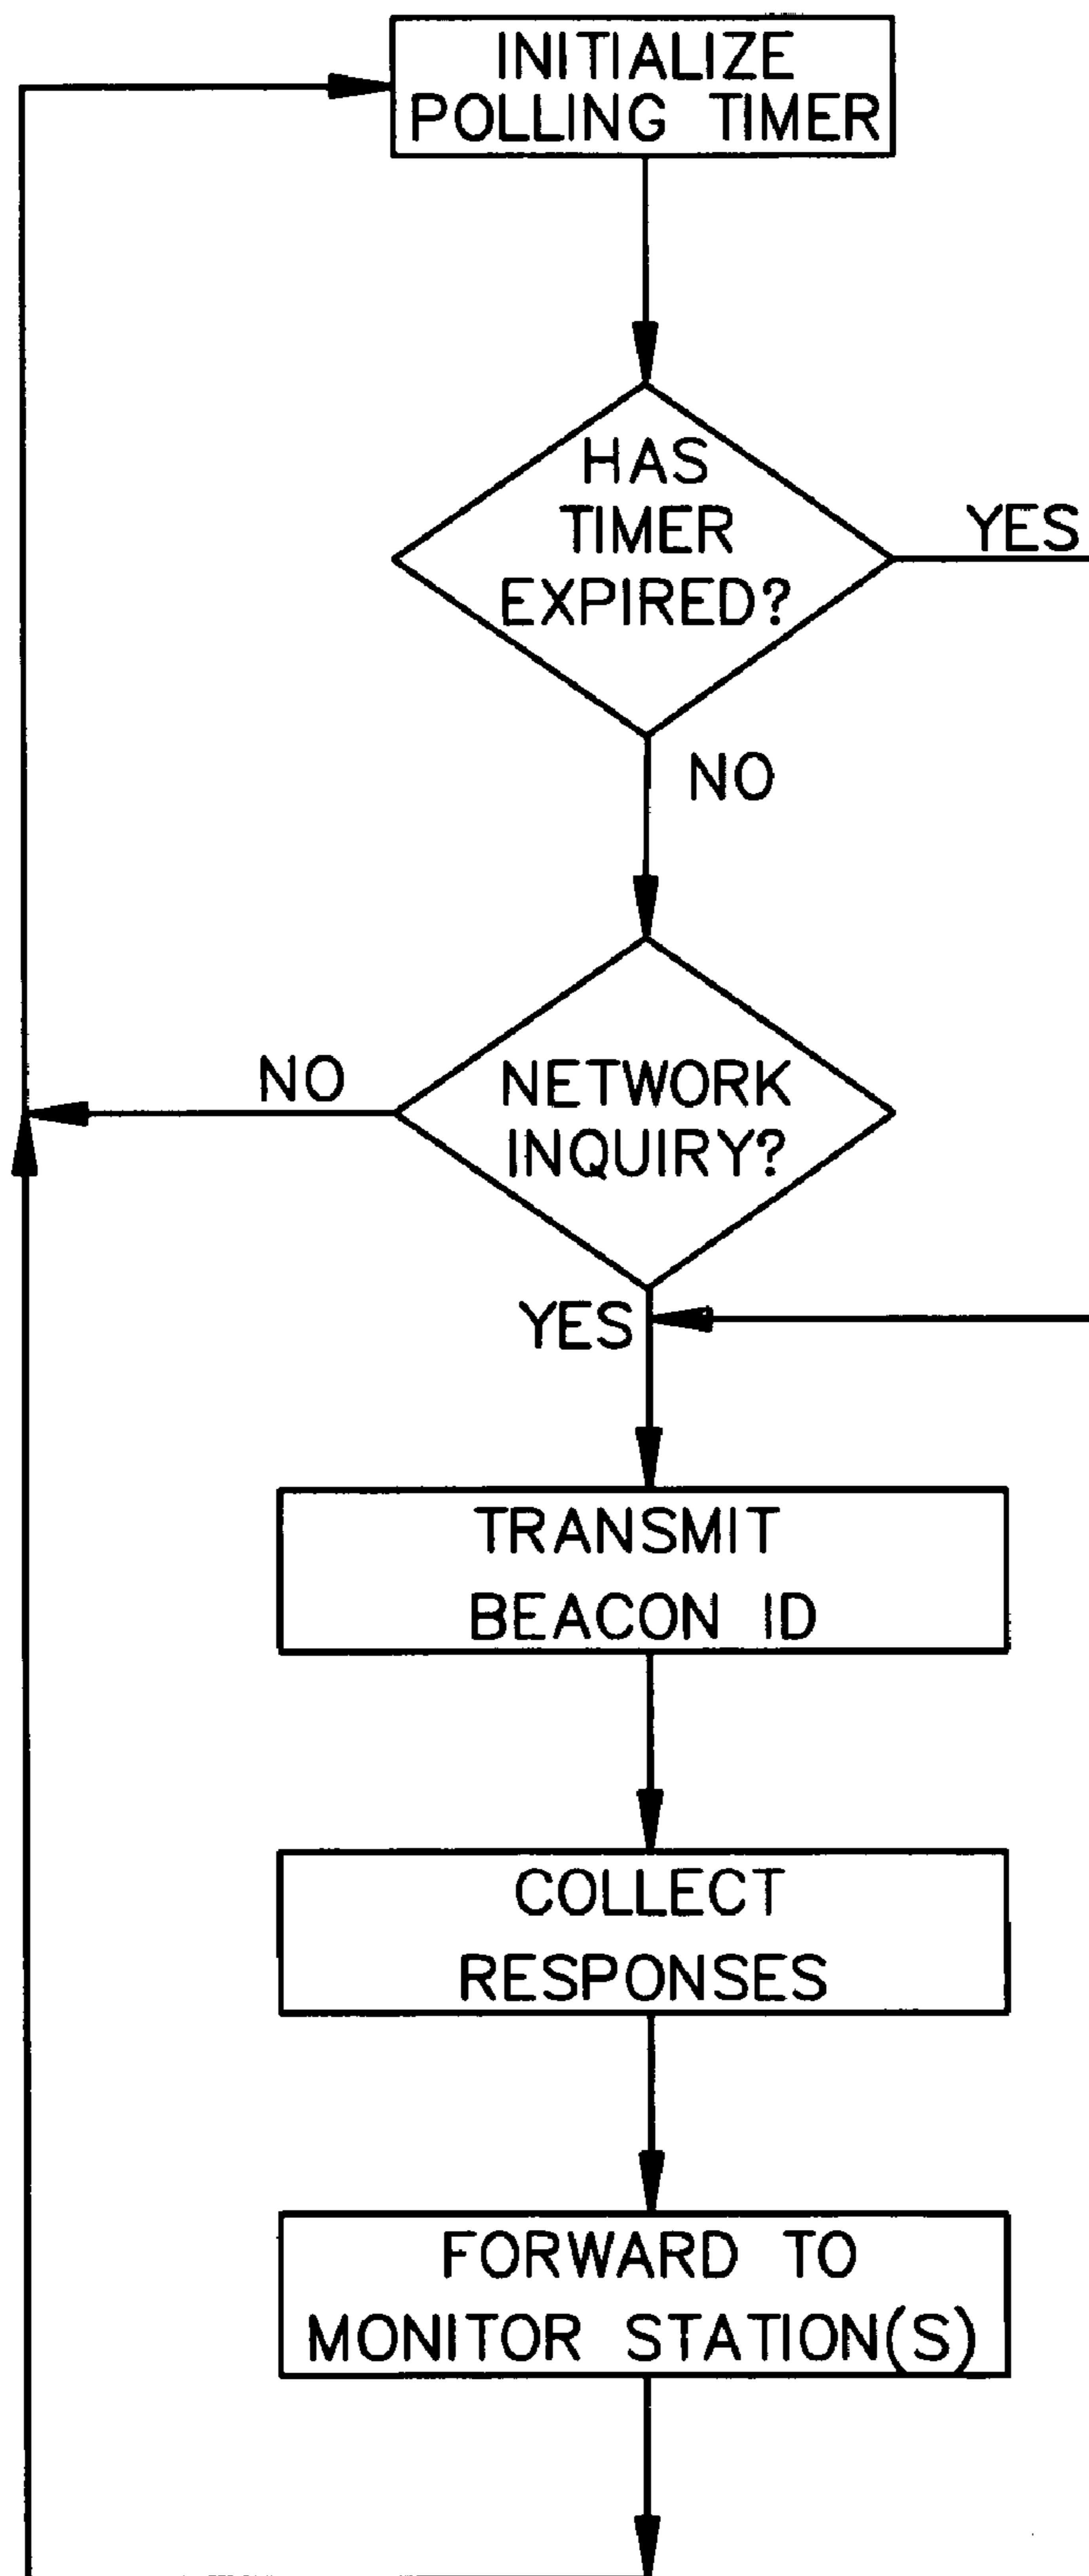 INITIALIZE
POLLING TIMER
HAS
TIMER
EXPIRED?
YES
NO
NETWORK
INQUIRY?
NO
YES
TRANSMIT
BEACON ID
COLLECT
RESPONSES
FORWARD TO
MONITOR STATION(S)